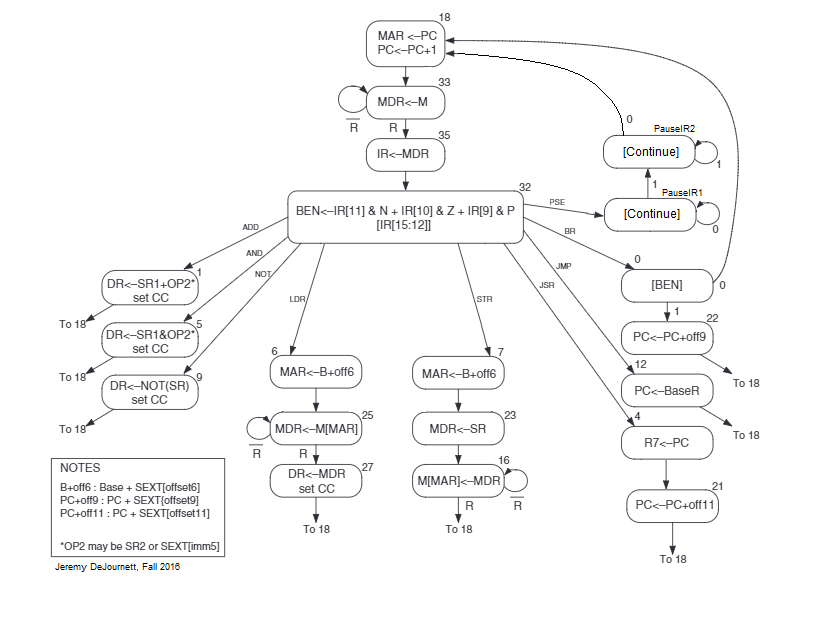 18
MAR <-PC
PC<-PC+1
33
MDR<-M
R
R
35
IR<-MDR
32
BEN<-IR[11] & N + IR[10] & Z + IR[9] & P
[IR[15:12]]
0
PauseIR2
[Continue]
1
1
PauseIR1
[Continue]
0
PSE
BR
JMP
JSR
ADD
AND
NOT
LDR
STR
1
DR<-SR1+OP2*
set CC
To 18
5
DR<-SR1&OP2*
set CC
To 18
9
DR<-NOT(SR)
set CC
To 18
6
MAR<-B+off6
25
MDR<-M[MAR]
R
R
27
DR<-MDR
set CC
To 18
7
MAR<-B+off6
23
MDR<-SR
16
M[MAR]<-MDR
R
R
To 18
0
[BEN]
0
1
22
PC<-PC+off9
To 18
12
PC<-BaseR
To 18
4
R7<-PC
21
PC<-PC+off11
To 18
NOTES
B+off6 : Base + SEXT[offset6]
PC+off9 : PC + SEXT{offset9]
PC+off11 : PC + SEXT[offset11]
*OP2 may be SR2 or SEXT[imm5]
Jeremy DeJournett, Fall 2016